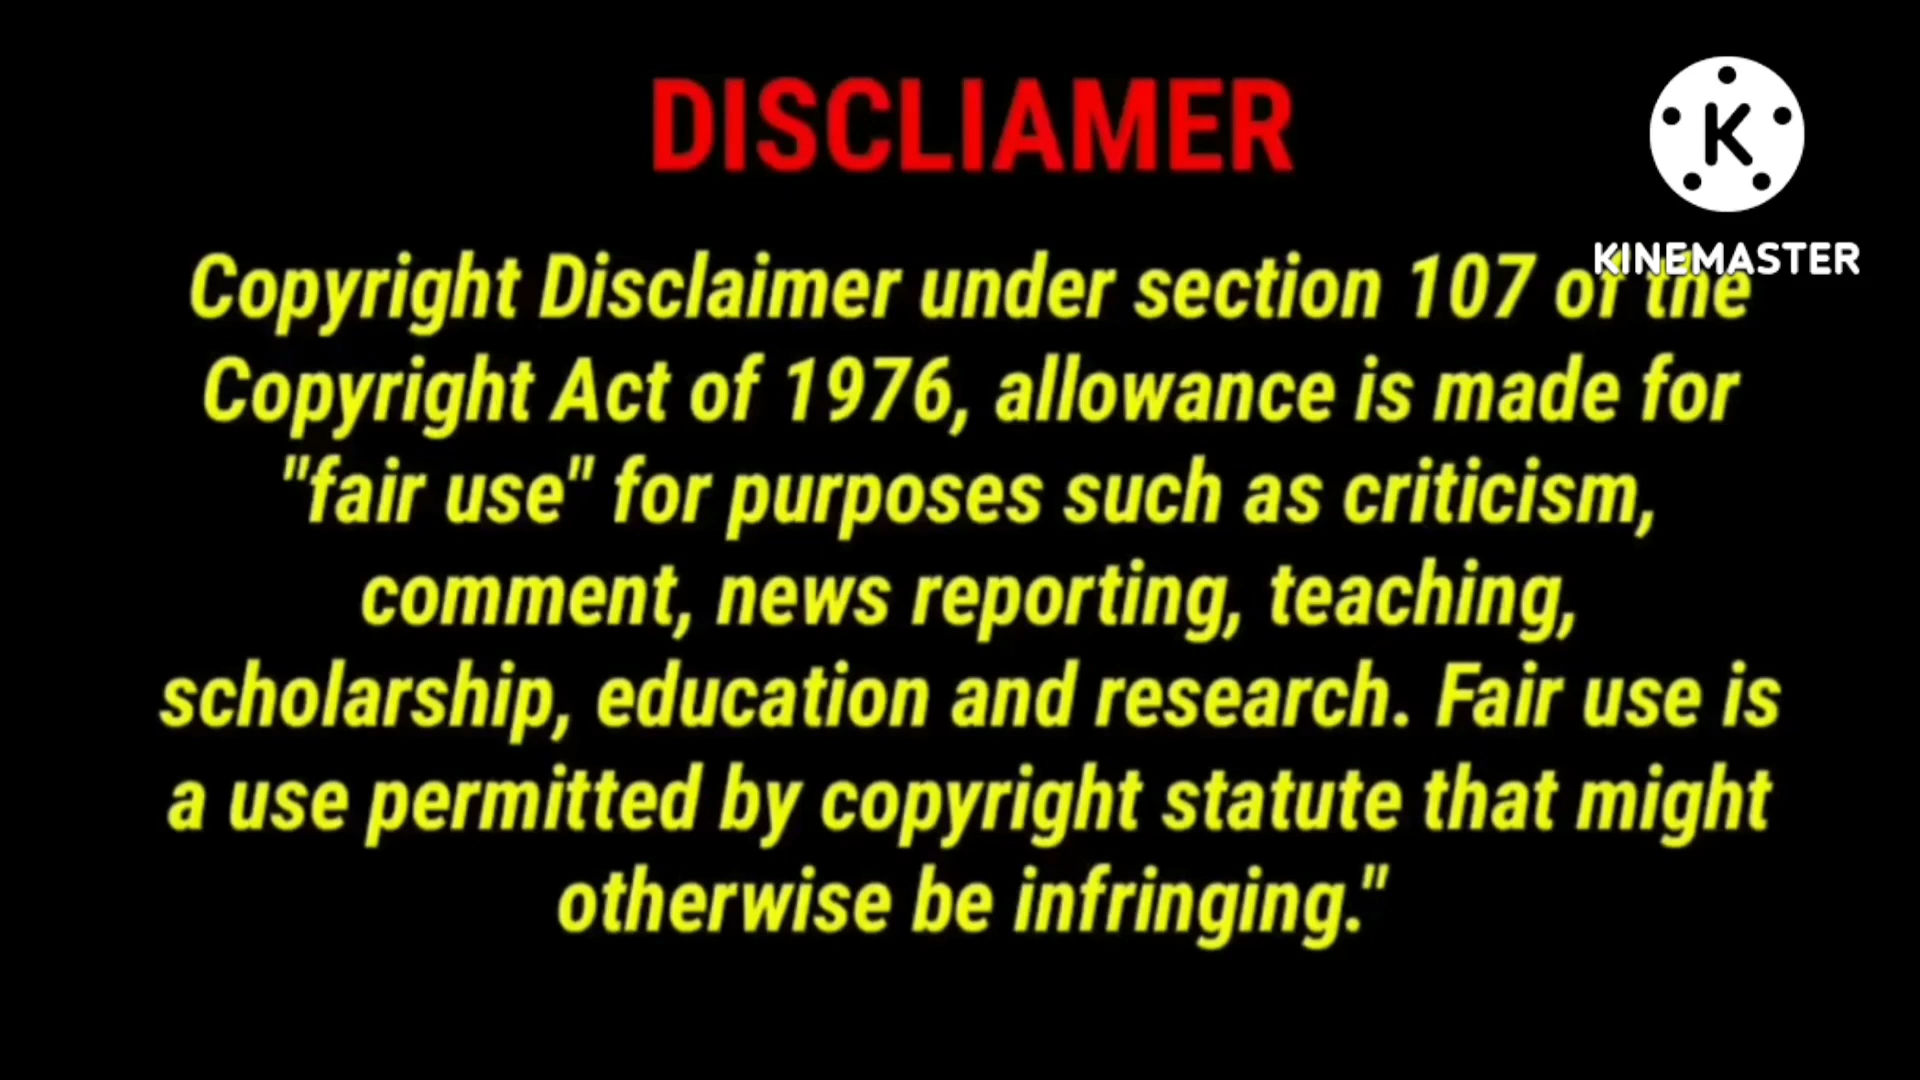 DISCLIAMER
K
KINEMASTER
Copyright Disclaimer under section 107 of the
Copyright Act of 1976, allowance is made for
"fair use" for purposes such as criticism,
comment, news reporting, teaching,
scholarship, education and research. Fair use is
a use permitted by copyright statute that might
otherwise be infringing."